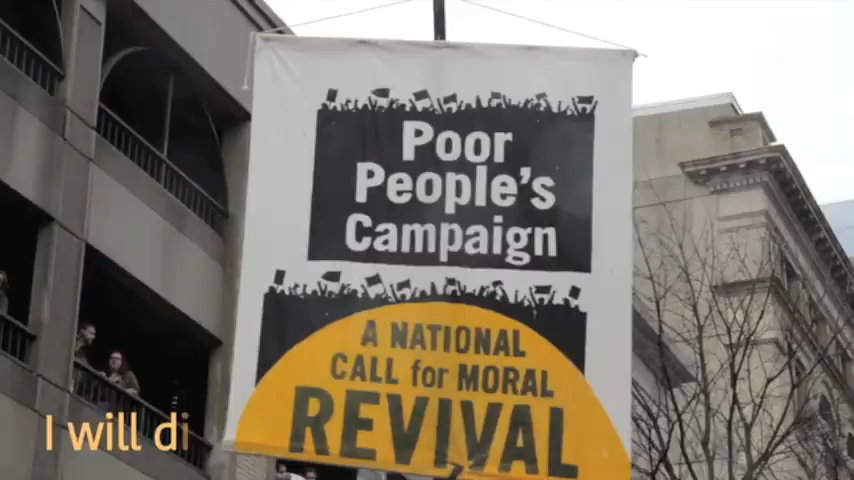 Poor
People's
Campaign
A NATIONAL
CALL for MORAL
REVIVAL
I will di